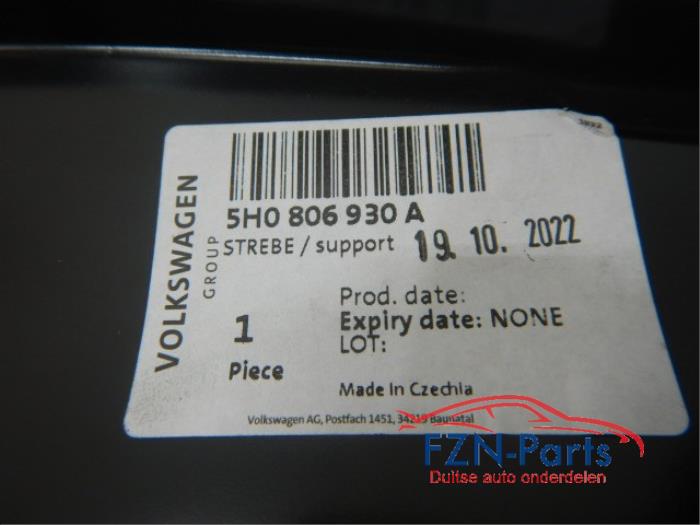 VOLKSWAGEN
GROUP
5H0 806 930 A
STREBE / support 19. 10. 2022
1
Piece
Prod. date:
Expiry date: NONE
LOT:
Made In Czechia
Volkswagen AG, Postfach 1451, 34219 Baunatal
FZN-Parts
Duitse auto onderdelen